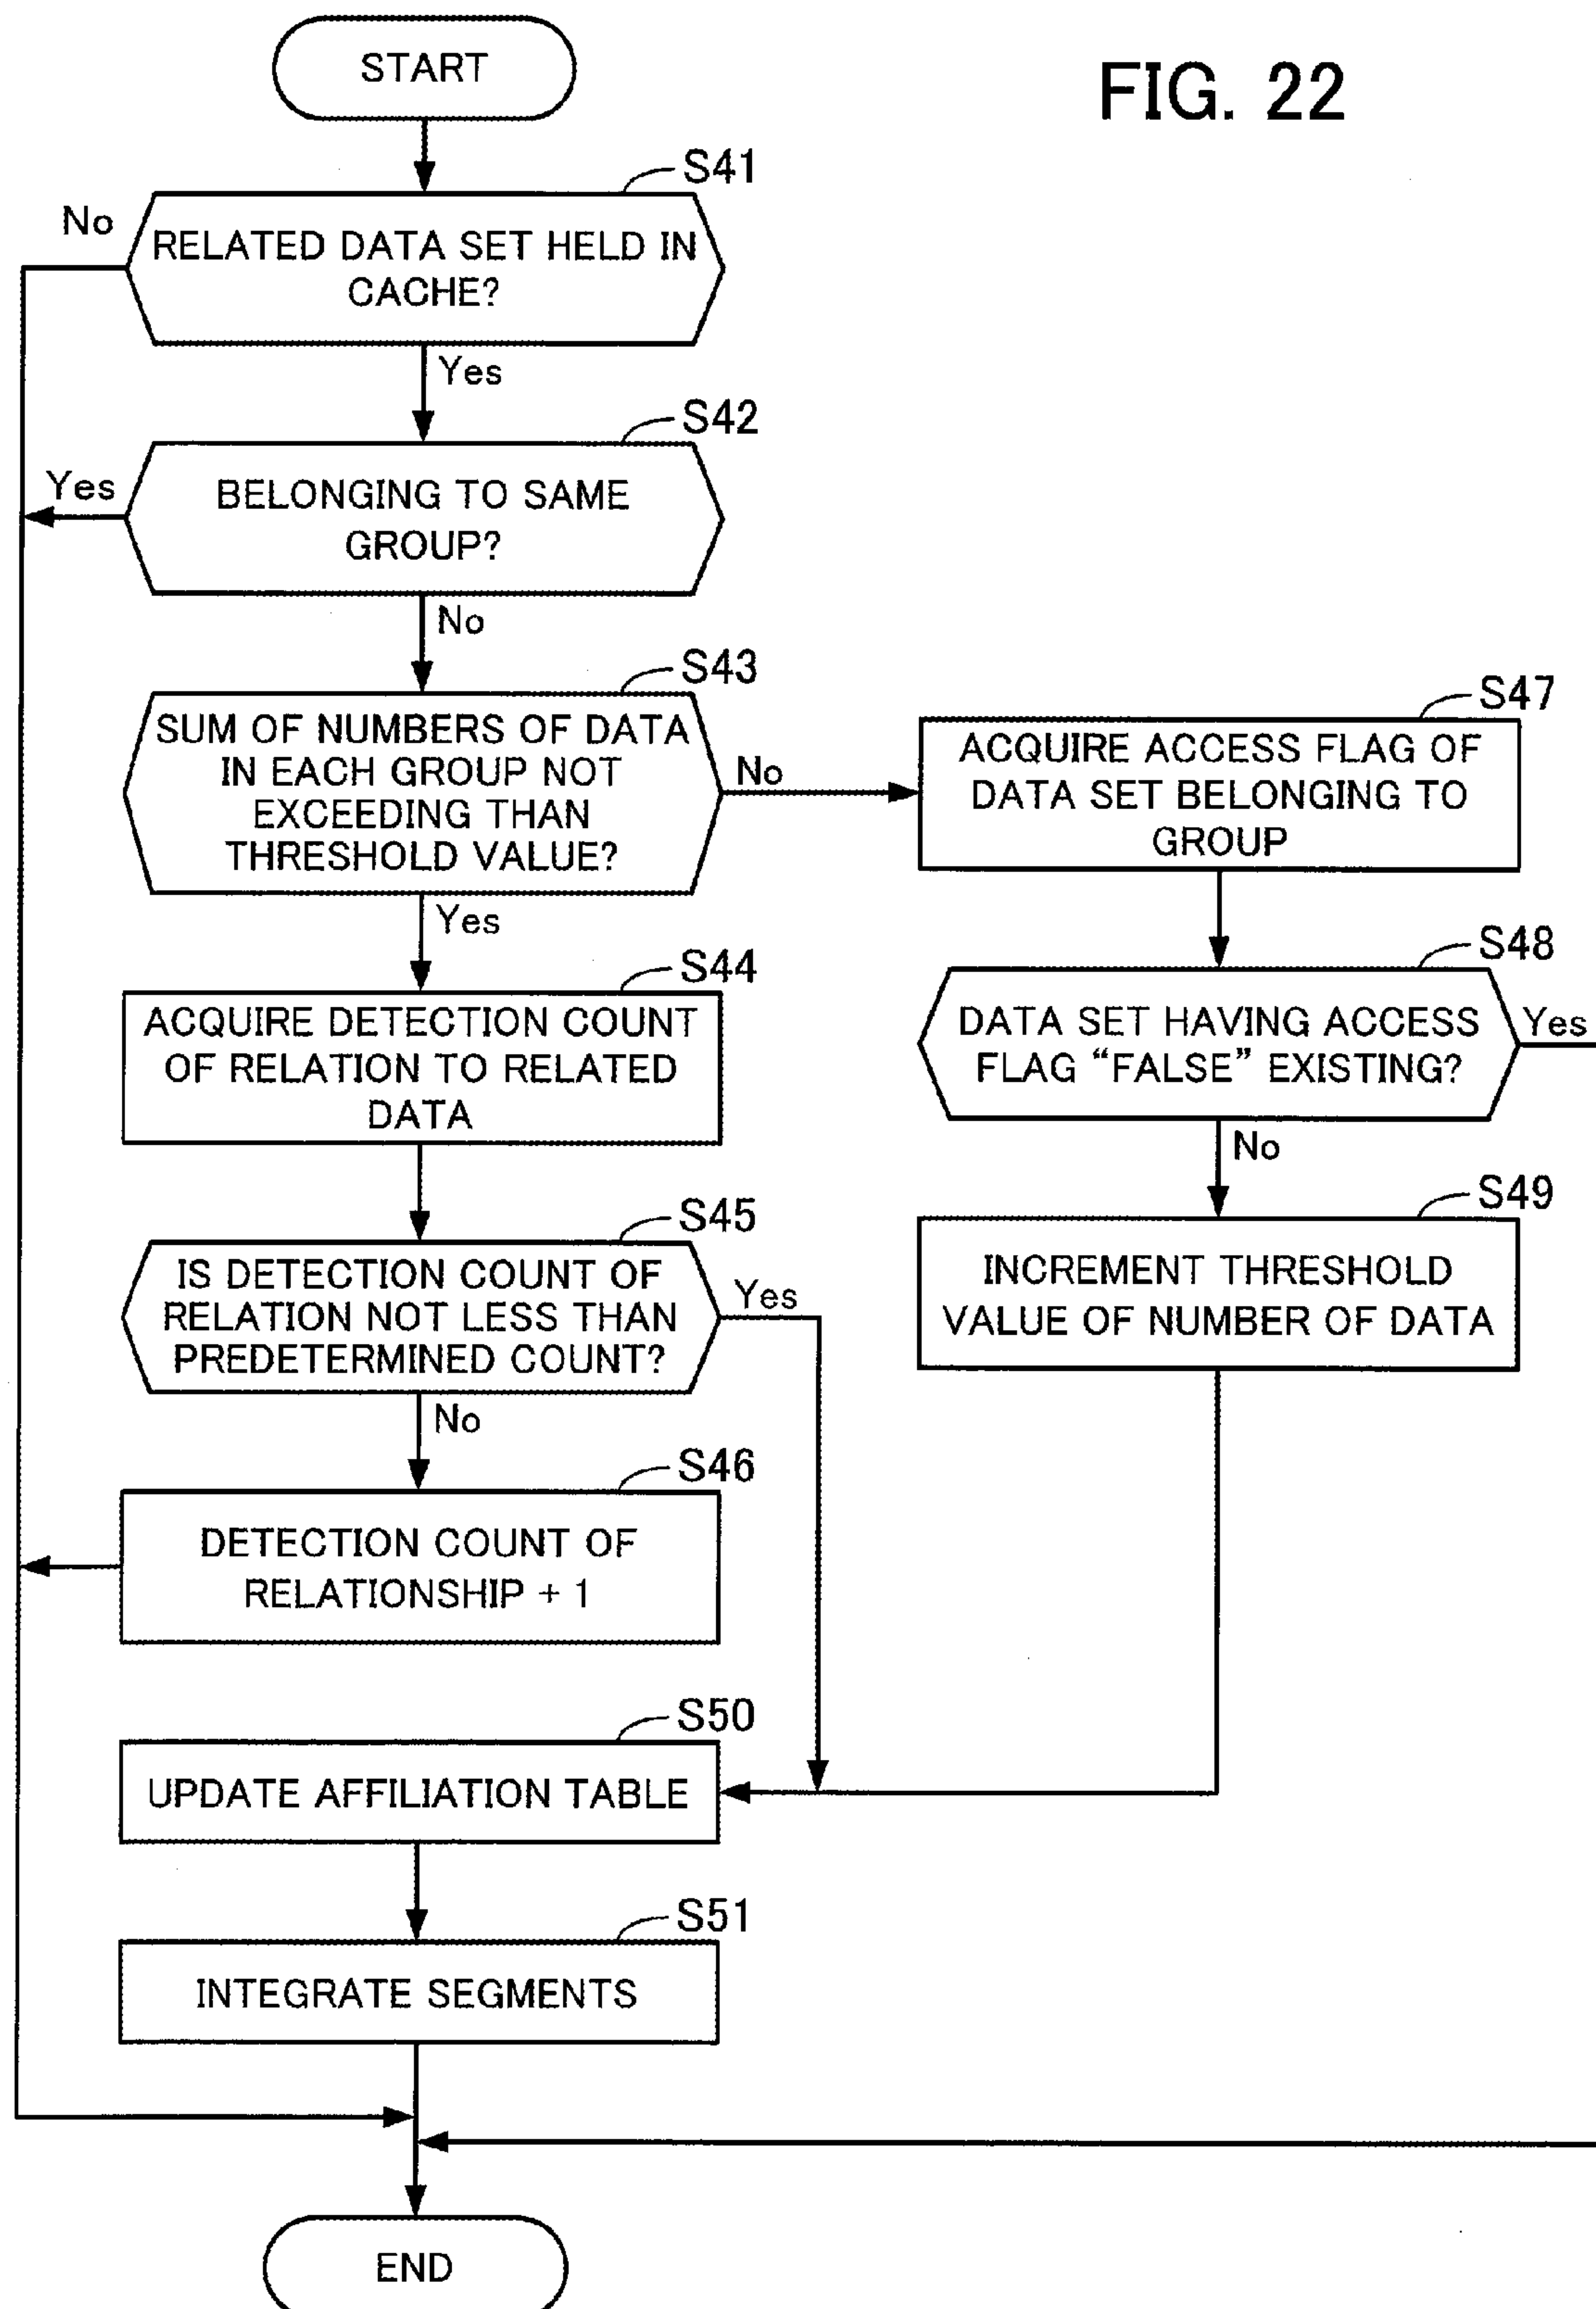 FIG. 22
START
S41
No
RELATED DATA SET HELD IN
CACHE?
Yes
S42
Yes
BELONGING TO SAME
GROUP?
No
S43
SUM OF NUMBERS OF DATA
IN EACH GROUP NOT
EXCEEDING THAN
THRESHOLD VALUE?
No
Yes
S44
ACQUIRE DETECTION COUNT
OF RELATION TO RELATED
DATA
S45
IS DETECTION COUNT OF
RELATION NOT LESS THAN
PREDETERMINED COUNT?
Yes
No
S46
DETECTION COUNT OF
RELATIONSHIP + 1
S47
ACQUIRE ACCESS FLAG OF
DATA SET BELONGING TO
GROUP
S48
DATA SET HAVING ACCESS
FLAG “FALSE” EXISTING?
Yes
No
S49
INCREMENT THRESHOLD
VALUE OF NUMBER OF DATA
S50
UPDATE AFFILIATION TABLE
S51
INTEGRATE SEGMENTS
END